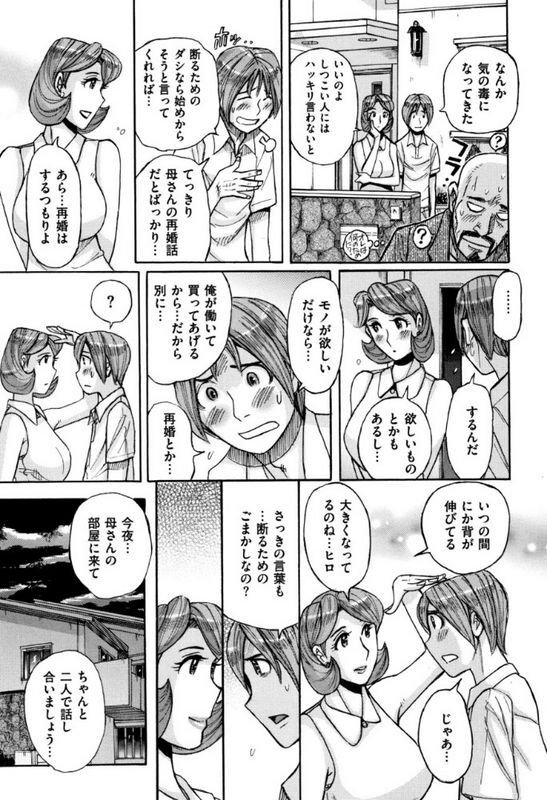 なんか
気の毒に
なってきた
いいのよ
しつこい人には
ハッキリ言わないと
?
?
ホッ…
断るための
ダシなら始めから
そうと言って
くれれば…
てっきり
母さんの再婚話
だとばっかり…
あら…再婚は
するつもりよ
……
するんだ
欲しいもの
とかも
あるし…
モノが欲しい
だけなら…
俺が働いて
買ってあげる
から…だから
別に…
再婚とか…
?
いつの間
にか背が
伸びてる
じゃあ…
大きくなって
るのね…ヒロ
さっきの言葉も
…断るための
ごまかしなの?
今夜…
母さんの
部屋に来て
ちゃんと
二人で話し
合いましょう…